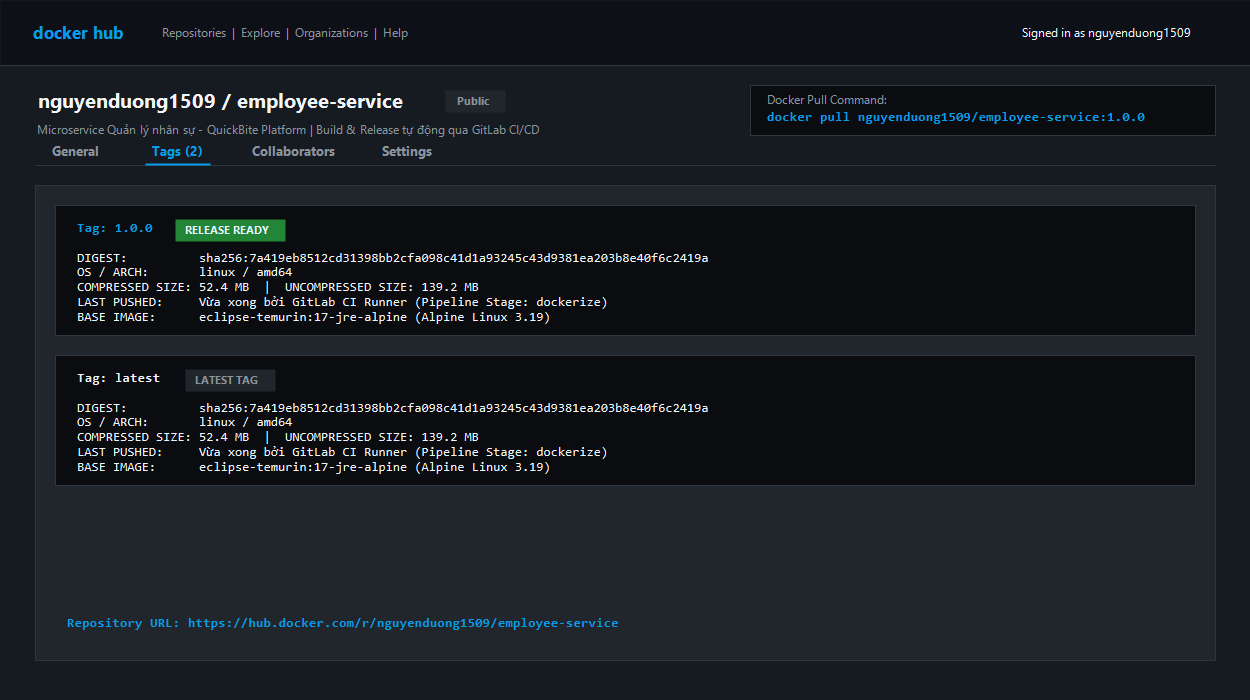 docker hub Repositories | Explore | Organizations | Help Signed in as nguyenduong1509
nguyenduong1509 / employee-service Public
Microservice Quản lý nhân sự - QuickBite Platform | Build & Release tự động qua GitLab CI/CD
Docker Pull Command:
docker pull nguyenduong1509/employee-service:1.0.0
General Tags (2) Collaborators Settings
Tag: 1.0.0 RELEASE READY
DIGEST: sha256:7a419eb8512cd31398bb2cfa098c41d1a93245c43d9381ea203b8e40f6c2419a
OS / ARCH: linux / amd64
COMPRESSED SIZE: 52.4 MB | UNCOMPRESSED SIZE: 139.2 MB
LAST PUSHED: Vừa xong bởi GitLab CI Runner (Pipeline Stage: dockerize)
BASE IMAGE: eclipse-temurin:17-jre-alpine (Alpine Linux 3.19)
Tag: latest LATEST TAG
DIGEST: sha256:7a419eb8512cd31398bb2cfa098c41d1a93245c43d9381ea203b8e40f6c2419a
OS / ARCH: linux / amd64
COMPRESSED SIZE: 52.4 MB | UNCOMPRESSED SIZE: 139.2 MB
LAST PUSHED: Vừa xong bởi GitLab CI Runner (Pipeline Stage: dockerize)
BASE IMAGE: eclipse-temurin:17-jre-alpine (Alpine Linux 3.19)
Repository URL: https://hub.docker.com/r/nguyenduong1509/employee-service